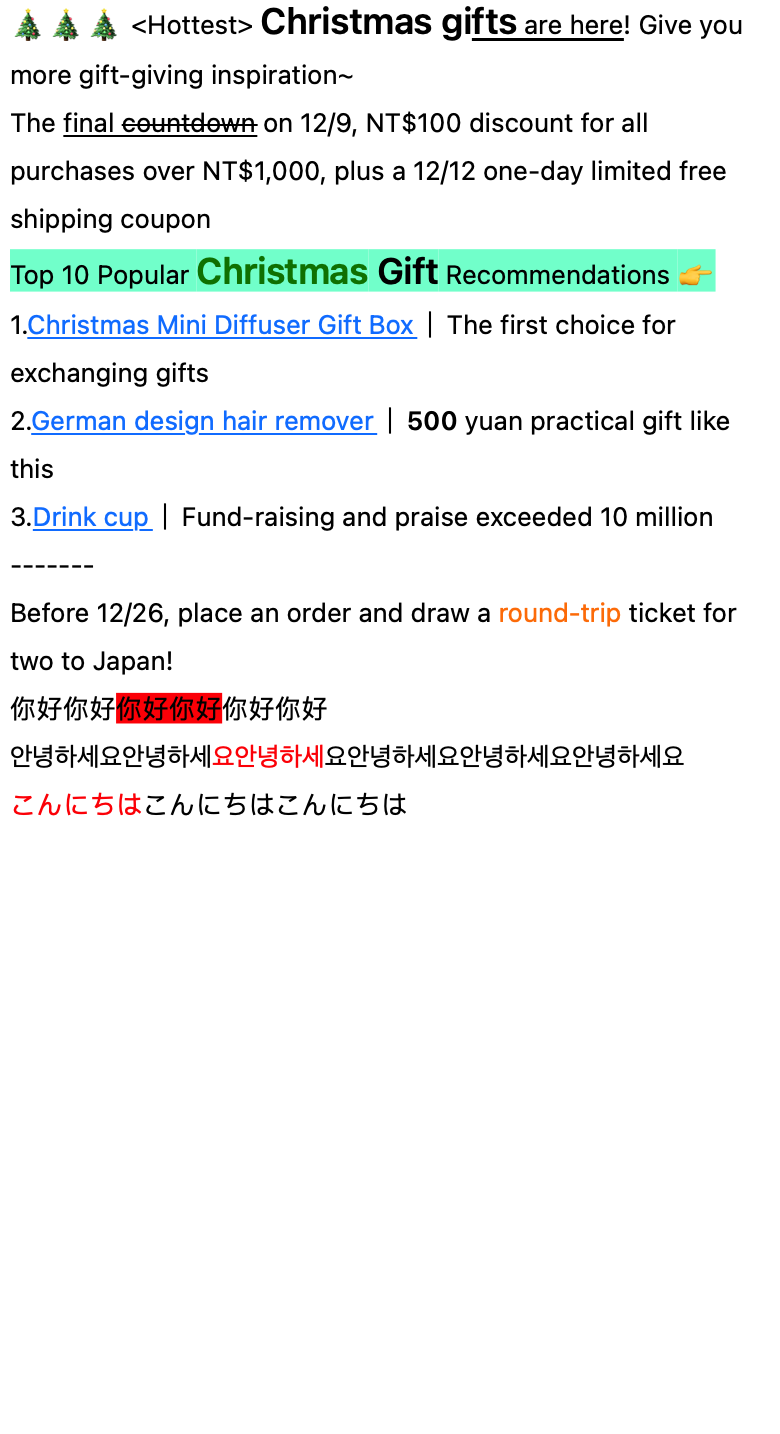 🎄🎄🎄 <Hottest> Christmas gifts are here! Give you
more gift-giving inspiration~
The final countdown on 12/9, NT$100 discount for all
purchases over NT$1,000, plus a 12/12 one-day limited free
shipping coupon
Top 10 Popular Christmas Gift Recommendations 👉
1.Christmas Mini Diffuser Gift Box｜The first choice for
exchanging gifts
2.German design hair remover｜500 yuan practical gift like
this
3.Drink cup｜Fund-raising and praise exceeded 10 million
-------
Before 12/26, place an order and draw a round-trip ticket for
two to Japan!
你好你好你好你好你好你好
안녕하세요안녕하세요안녕하세요안녕하세요안녕하세요안녕하세요
こんにちはこんにちはこんにちは